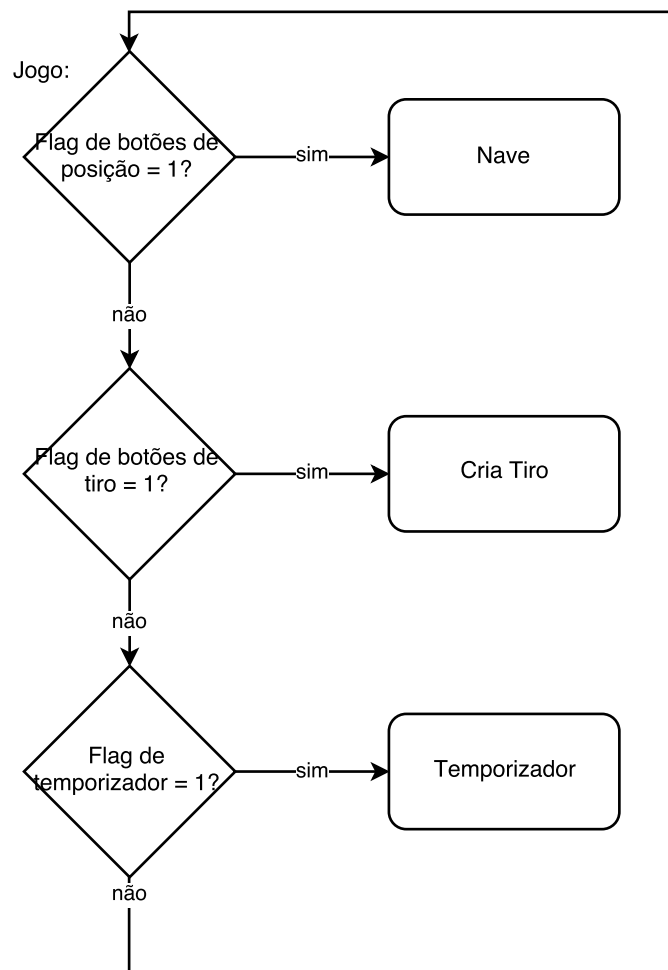 Jogo:
Flag de botões de
posição = 1?
sim
Nave
não
Flag de botões de
tiro = 1?
sim
Cria Tiro
não
Flag de
temporizador = 1?
sim
Temporizador
não